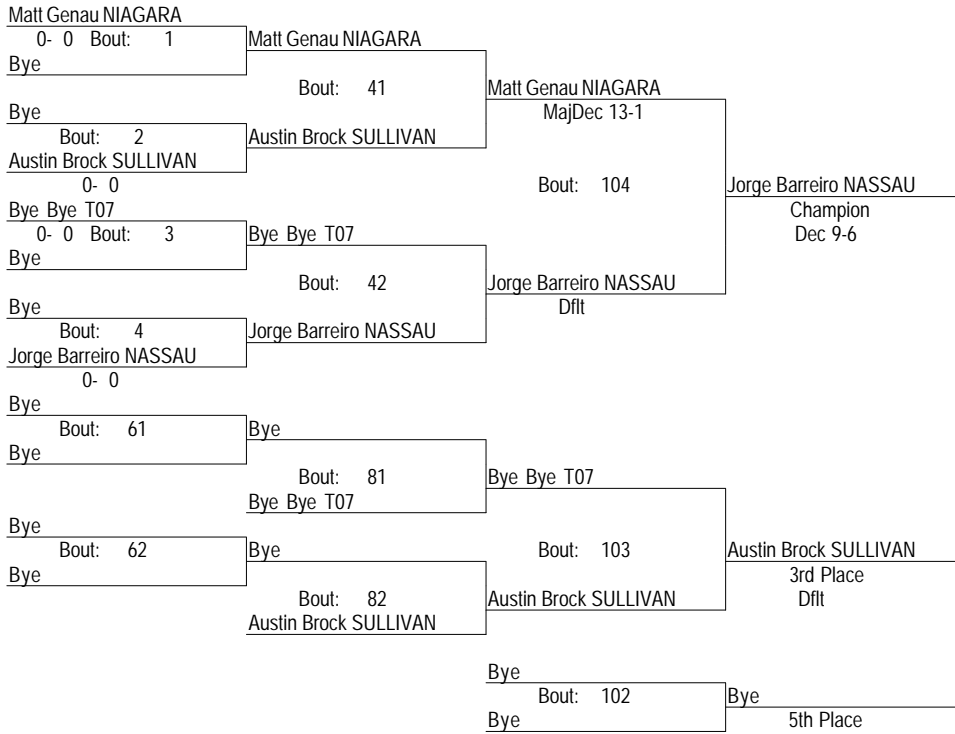 Matt Genau NIAGARA
0- 0 Bout: 1
Bye
Matt Genau NIAGARA
Bout: 41
Matt Genau NIAGARA
MajDec 13-1
Bye
Bout: 2
Austin Brock SULLIVAN
0- 0
Austin Brock SULLIVAN
Bout: 104
Jorge Barreiro NASSAU
Champion
Dec 9-6
Bye Bye T07
0- 0 Bout: 3
Bye
Bye Bye T07
Bout: 42
Jorge Barreiro NASSAU
Dflt
Bye
Bout: 4
Jorge Barreiro NASSAU
0- 0
Jorge Barreiro NASSAU
Bye
Bout: 61
Bye
Bye
Bout: 81
Bye Bye T07
Bye Bye T07
Bye
Bout: 62
Bye
Bye
Bout: 82
Austin Brock SULLIVAN
Bout: 103
Austin Brock SULLIVAN
Austin Brock SULLIVAN
3rd Place
Dflt
Bye
Bout: 102
Bye
Bye
5th Place